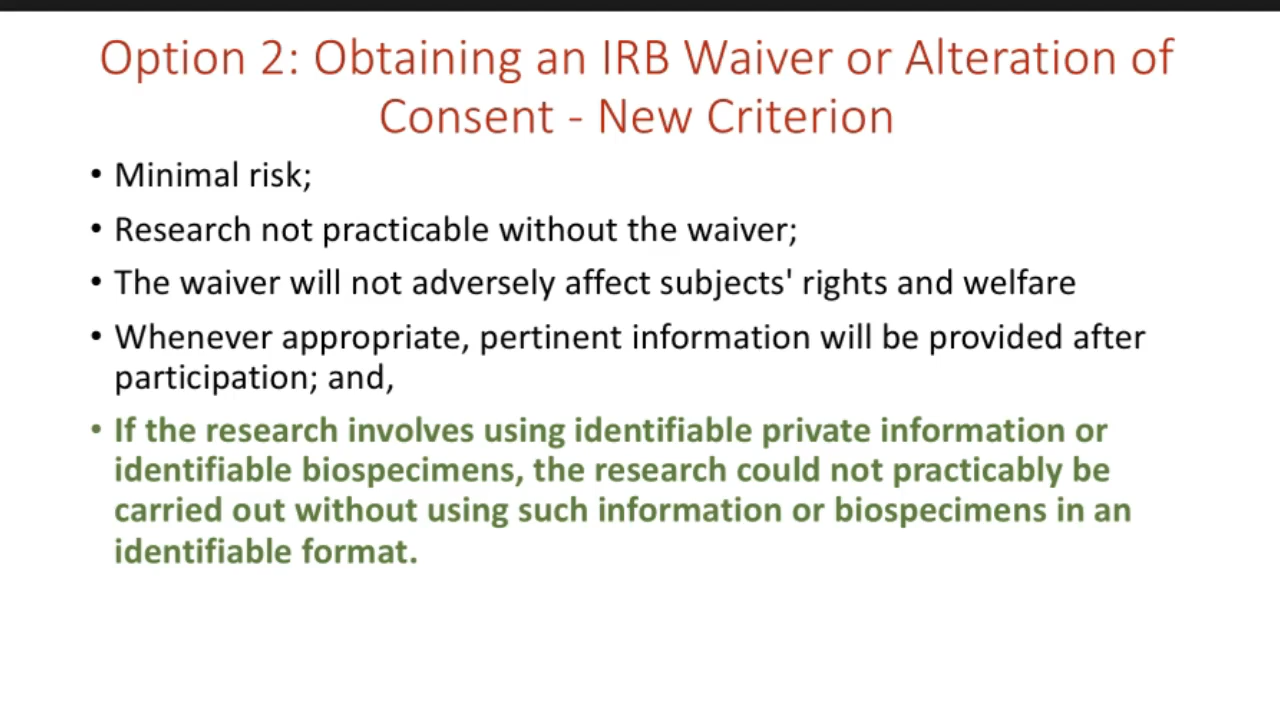 Option 2: Obtaining an IRB Waiver or Alteration of
Consent - New Criterion
• Minimal risk;
• Research not practicable without the waiver;
• The waiver will not adversely affect subjects' rights and welfare
• Whenever appropriate, pertinent information will be provided after
participation; and,
• If the research involves using identifiable private information or
identifiable biospecimens, the research could not practicably be
carried out without using such information or biospecimens in an
identifiable format.